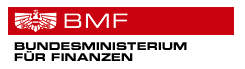 BMF
BUNDESMINISTERIUM
FÜR FINANZEN